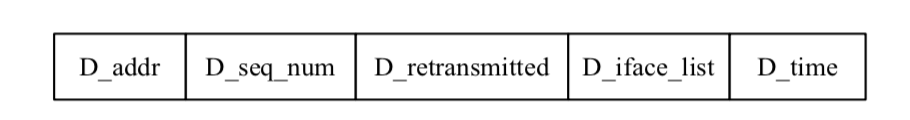 D_addr D_seq_num D_retransmitted D_iface_list D_time